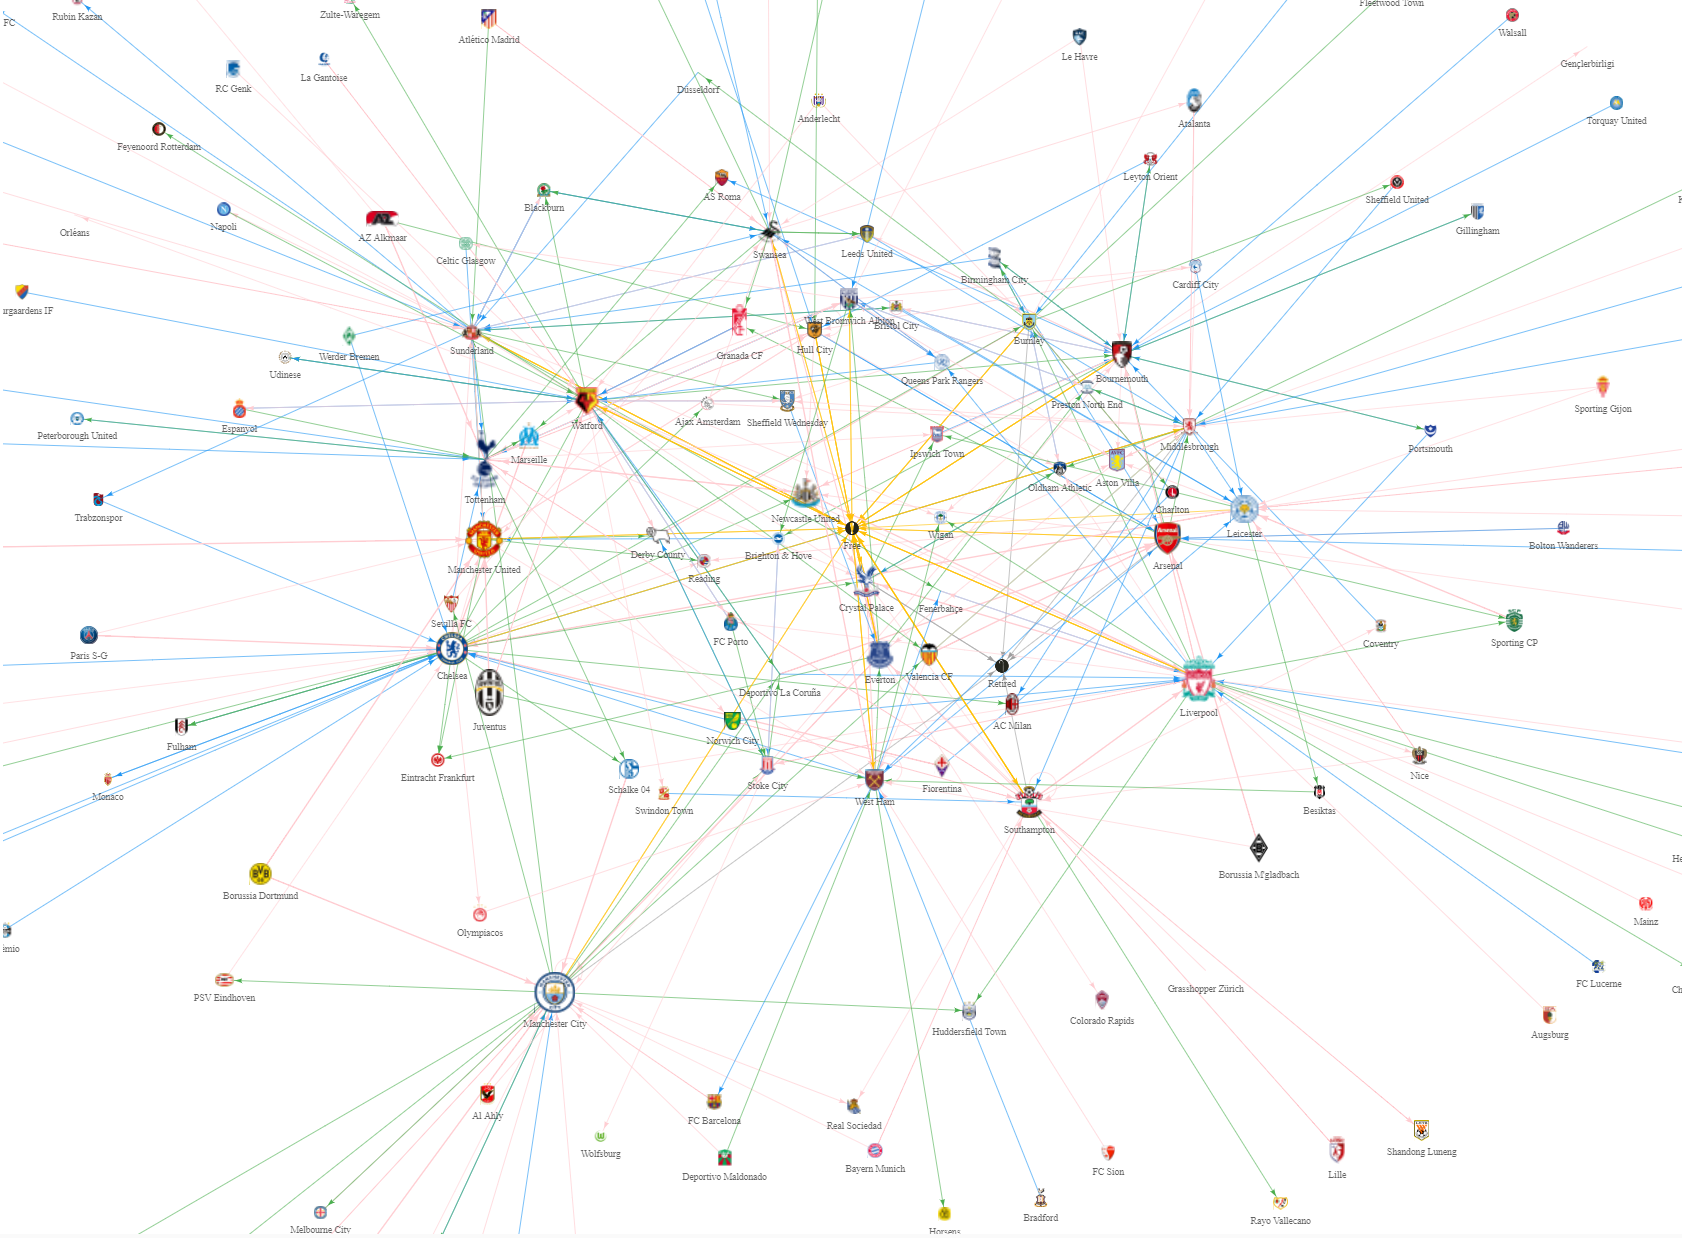 FC
Rubin Kazan
Zulte-Waregem
Atlético Madrid
Fleetwood Town
Walsall
Le Havre
Gençlerbirligi
La Gantoise
RC Genk
Düsseldorf
Anderlecht
Atalanta
Torquay United
Feyenoord Rotterdam
Leyton Orient
AS Roma
Sheffield United
Blackburn
Napoli
Orléans
AZ Alkmaar
Celtic Glasgow
Swansea
Leeds United
Gillingham
Birmingham City
Cardiff City
urgaardens IF
West Bromwich Albion
Bristol City
Sunderland
Werder Bremen
Granada CF
Hull City
Burnley
Udinese
Queens Park Rangers
Bournemouth
Preston North End
Sporting Gijon
Espanyol
Peterborough United
Watford
Ajax Amsterdam
Sheffield Wednesday
Marseille
Ipswich Town
Middlesbrough
Portsmouth
Oldham Athletic
Aston Villa
Tottenham
Trabzonspor
Newcastle United
Charlton
Leicester
Free
Wigan
Derby County
Brighton & Hove
Bolton Wanderers
Manchester United
Reading
Arsenal
Crystal Palace
Fenerbahçe
Sevilla FC
FC Porto
Coventry
Sporting CP
Paris S-G
Chelsea
Everton
Valencia CF
Retired
Deportivo La Coruña
Liverpool
Juventus
AC Milan
Fulham
Norwich City
Eintracht Frankfurt
Nice
Monaco
Schalke 04
Stoke City
Fiorentina
Swindon Town
West Ham
Besiktas
Southampton
Borussia M'gladbach
Borussia Dortmund
Mainz
Olympiacos
émio
PSV Eindhoven
Grasshopper Zürich
FC Lucerne
Ch
Manchester City
Huddersfield Town
Colorado Rapids
Augsburg
Al Ahly
FC Barcelona
Real Sociedad
Wolfsburg
Deportivo Maldonado
Bayern Munich
FC Sion
Lille
Shandong Luneng
Melbourne City
Horsens
Bradford
Rayo Vallecano